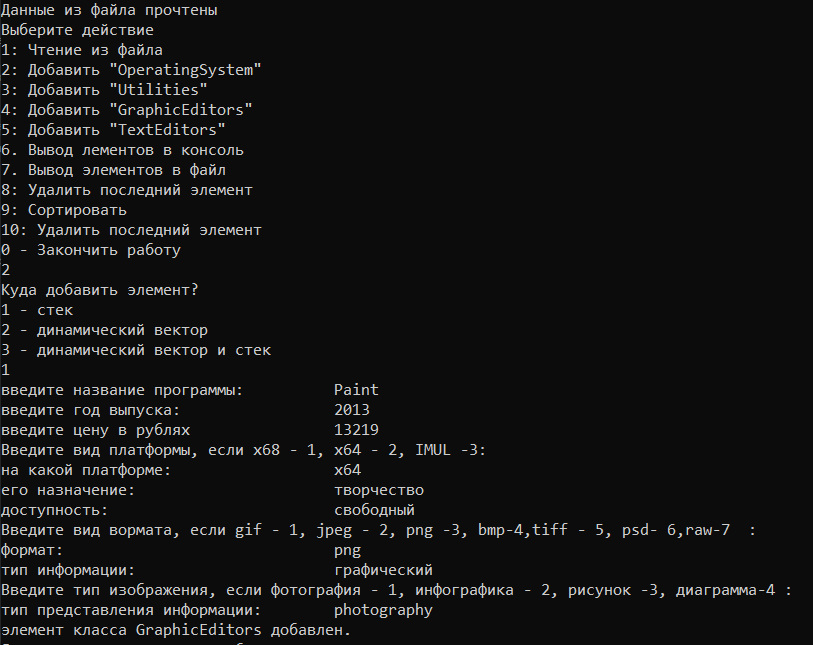 Данные из файла прочтены
Выберите действие
1: Чтение из файла
2: Добавить "OperatingSystem"
3: Добавить "Utilities"
4: Добавить "GraphicEditors"
5: Добавить "TextEditors"
6. Вывод лементов в консоль
7. Вывод элементов в файл
8: Удалить последний элемент
9: Сортировать
10: Удалить последний элемент
0 - Закончить работу
2
Куда добавить элемент?
1 - стек
2 - динамический вектор
3 - динамический вектор и стек
1
введите название программы: Paint
введите год выпуска: 2013
введите цену в рублях 13219
Введите вид платформы, если x68 - 1, x64 - 2, IMUL -3:
на какой платформе: x64
его назначение: творчество
доступность: свободный
Введите вид вормата, если gif - 1, jpeg - 2, png -3, bmp-4,tiff - 5, psd- 6,raw-7  :
формат: png
тип информации: графический
Введите тип изображения, если фотография - 1, инфографика - 2, рисунок -3, диаграмма-4 :
тип представления информации: photography
элемент класса GraphicEditors добавлен.